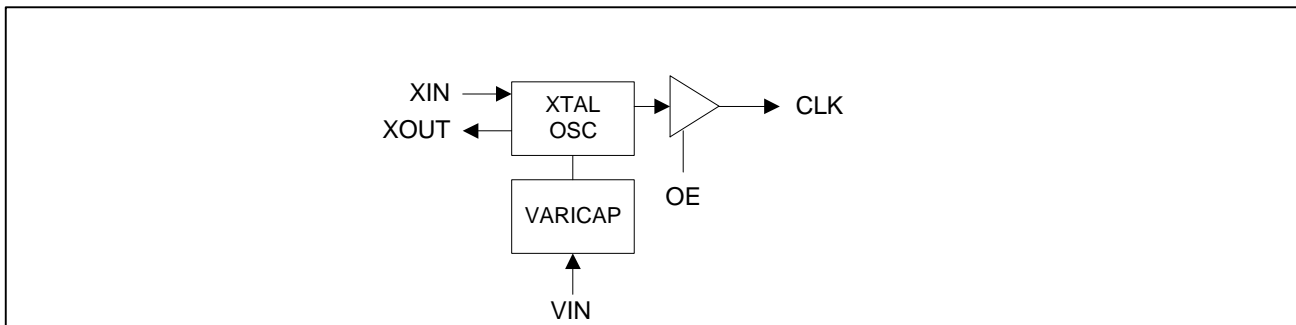 XIN
XOUT
XTAL
OSC
CLK
OE
VARICAP
VIN